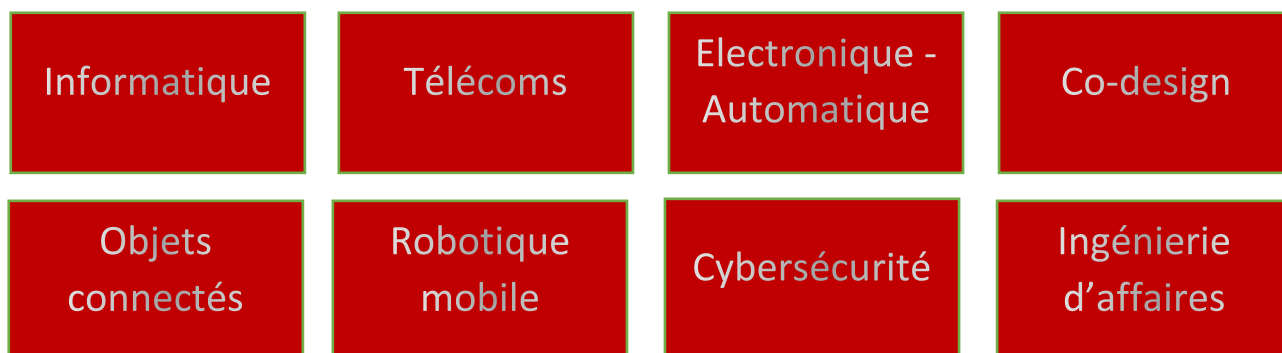 Informatique
Télécoms
Electronique -
Automatique
Co-design
Objets
connectés
Robotique
mobile
Cybersécurité
Ingénierie
d’affaires